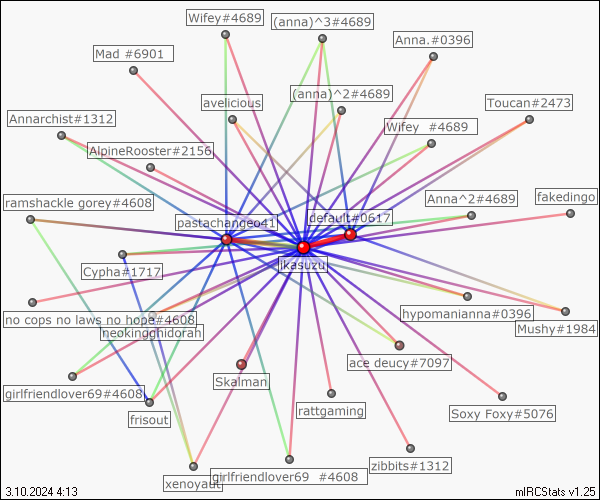 Wifey#4689
(anna)^3#4689
Anna.#0396
Mad #6901
avelicious
(anna)^2#4689
Toucan#2473
Annarchist#1312
Wifey  #4689
AlpineRooster#2156
Anna^2#4689
fakedingo
ramshackle gorey#4608
pastachangeo41
default#0617
jkasuzu
Cypha#1717
no cops no laws no hope#4608
hypomanianna#0396
Mushy#1984
neokingghidorah
ace deucy#7097
girlfriendlover69#4608
Skalman
frisout
rattgaming
Soxy Foxy#5076
xenoyaut
girlfriendlover69  #4608
zibbits#1312
3.10.2024 4:13
mIRCStats v1.25